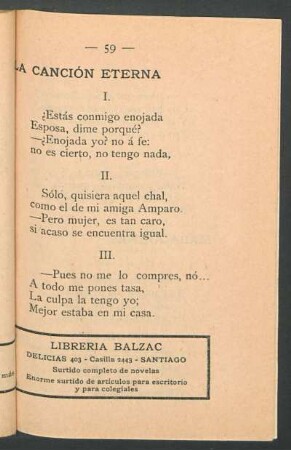 — 59 —
LA CANCIÓN ETERNA
I.
¿Estás conmigo enojada
Esposa, dime porqué?
—¿Enojada yo? no á fe:
no es cierto, no tengo nada,
II.
Sólo, quisiera aquel chal,
como el de mi amiga Amparo.
—Pero mujer, es tan caro,
si acaso se encuentra igual.
III.
—Pues no me lo compres, nó...
A todo me pones tasa,
La culpa la tengo yo;
Mejor estaba en mi casa.
LIBRERIA BALZAC
DELICIAS 403 - Casilla 2443 - SANTIAGO
Surtido completo de novelas
Enorme surtido de artículos para escritorio
y para colegiales